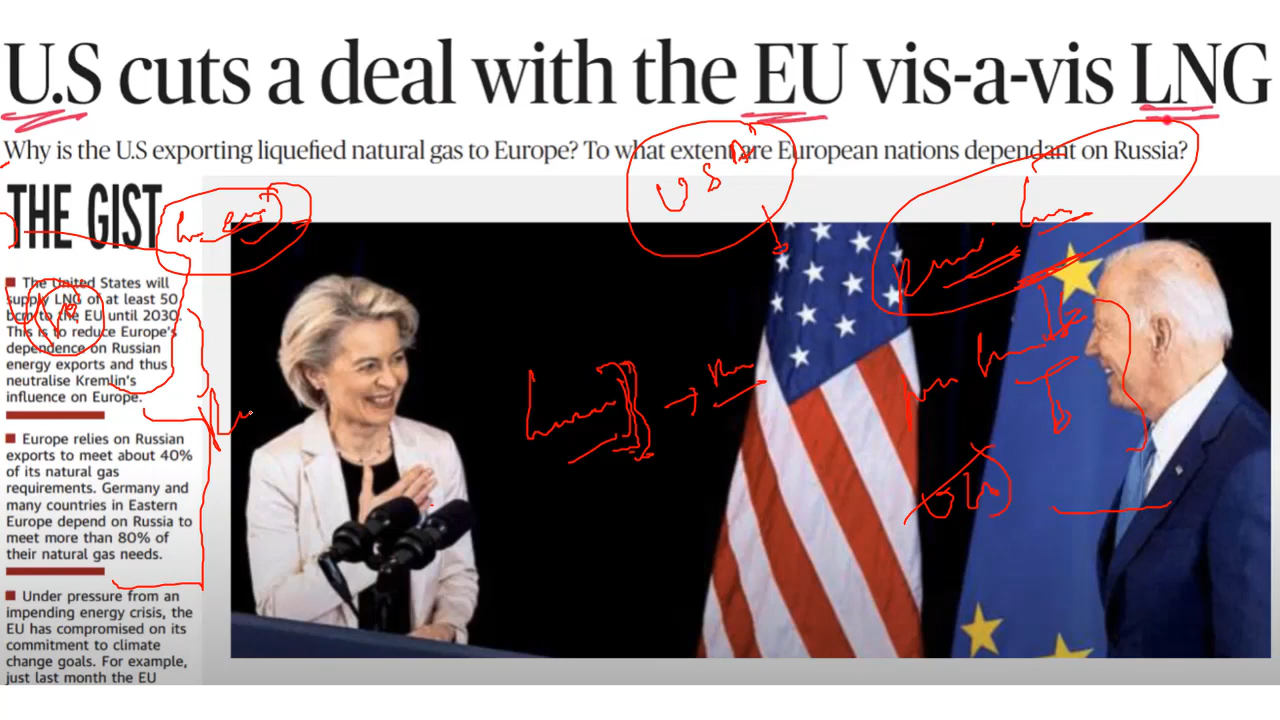 U.S cuts a deal with the EU vis-a-vis LNG
Why is the U.S exporting liquefied natural gas to Europe? To what extent are European nations dependant on Russia?
USA
THE GIST
The United States will
supply LNG of at least 50
bcm to the EU until 2030.
This is to reduce Europe's
dependence on Russian
energy exports and thus
neutralise Kremlin's
influence on Europe.
Europe relies on Russian
exports to meet about 40%
of its natural gas
requirements. Germany and
many countries in Eastern
Europe depend on Russia to
meet more than 80% of
their natural gas needs.
Under pressure from an
impending energy crisis, the
EU has compromised on its
commitment to climate
change goals. For example,
just last month the EU